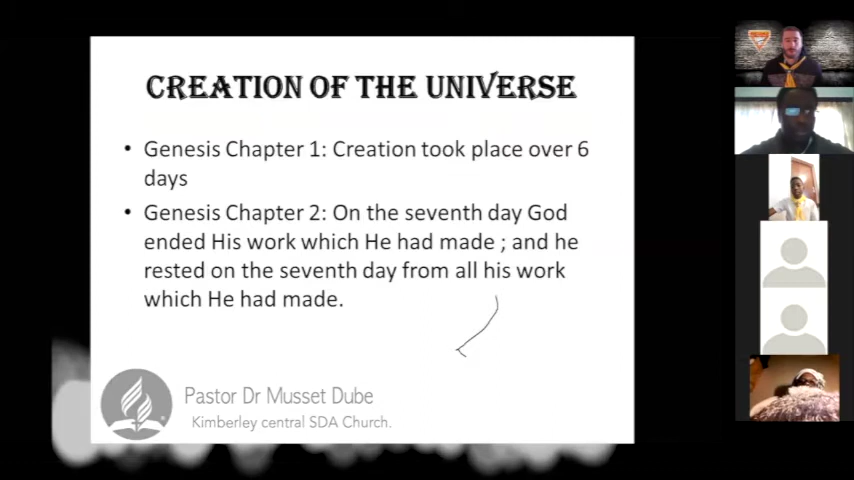 CREATION OF THE UNIVERSE
• Genesis Chapter 1: Creation took place over 6
days
• Genesis Chapter 2: On the seventh day God
ended His work which He had made ; and he
rested on the seventh day from all his work
which He had made.
Pastor Dr Musset Dube
Kimberley central SDA Church.